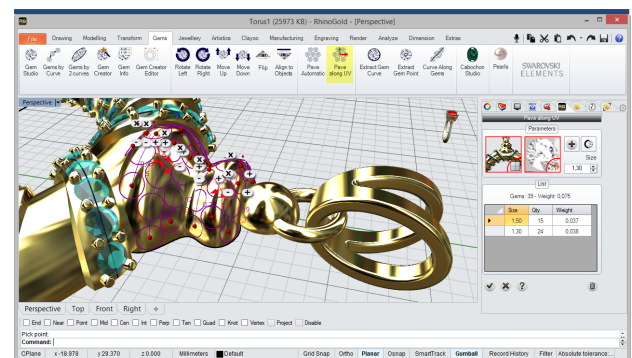 Torus1 (25973 KB) - RhinoGold - [Perspective]
File Drawing Modelling Transform Gems Jewellery Artistics Clayoo Manufacturing Engraving Render Analyze Dimension Extras
Gem Studio Gems by Curve Gems by 2 curves Gem Creator Gem Info Gem Creator Editor Rotate Left Rotate Right Move Up Move Down Flip Align to Objects Pave Automatic Pave along UV Extract Gem Curve Extract Gem Point Curve Along Gems Cabochon Studio Pearls SWAROVSKI ELEMENTS
Perspective
Pave along UV
Parameters
Size
1,30
List
Gems: 39 - Weight: 0,075
Size Qty. Weight
1.50 15 0,037
1.30 24 0,038
Perspective Top Front Right
End Near Point Mid Cen Int Perp Tan Quad Knot Vertex Project Disable
Pick point
Command:
CPlane x -18.978 y 29.370 z 0.000 Millimeters Default Grid Snap Ortho Planar Osnap SmartTrack Gumball Record History Filter Absolute tolerance:...